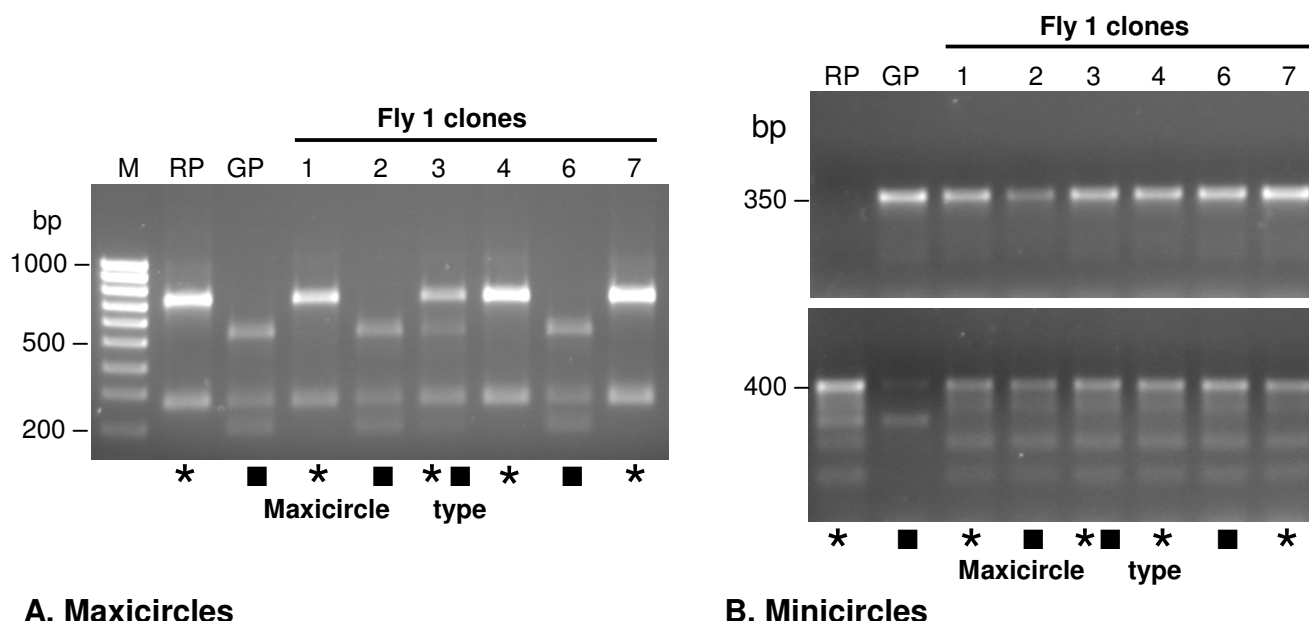 Fly 1 clones
M RP GP 1 2 3 4 6 7
bp
1000
500
200
* ■ * ■ * ■ * ■ *
Maxicircle type
A. Maxicircles
Fly 1 clones
RP GP 1 2 3 4 6 7
bp
350
400
* ■ * ■ * ■ * ■ *
Maxicircle type
B. Minicircles